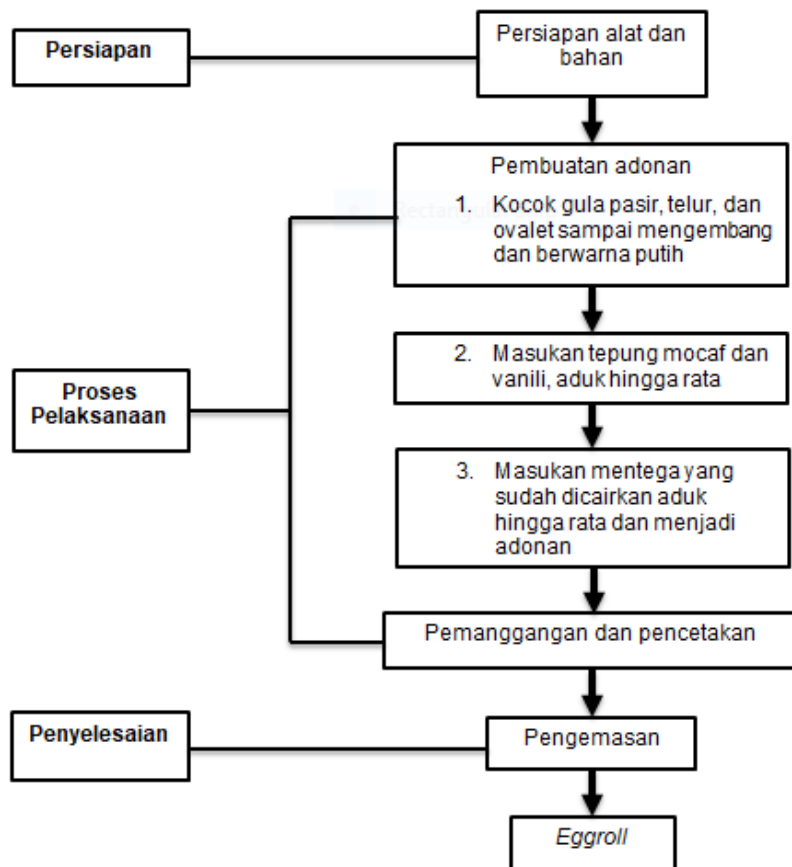 Persiapan
Persiapan alat dan
bahan
Pembuatan adonan
1. Kocok gula pasir, telur, dan
ovalet sampai mengembang
dan berwarna putih
2. Masukan tepung mocaf dan
vanili, aduk hingga rata
Proses
Pelaksanaan
3. Masukan mentega yang
sudah dicairkan aduk
hingga rata dan menjadi
adonan
Pemanggangan dan pencetakan
Penyelesaian
Pengemasan
Eggroll